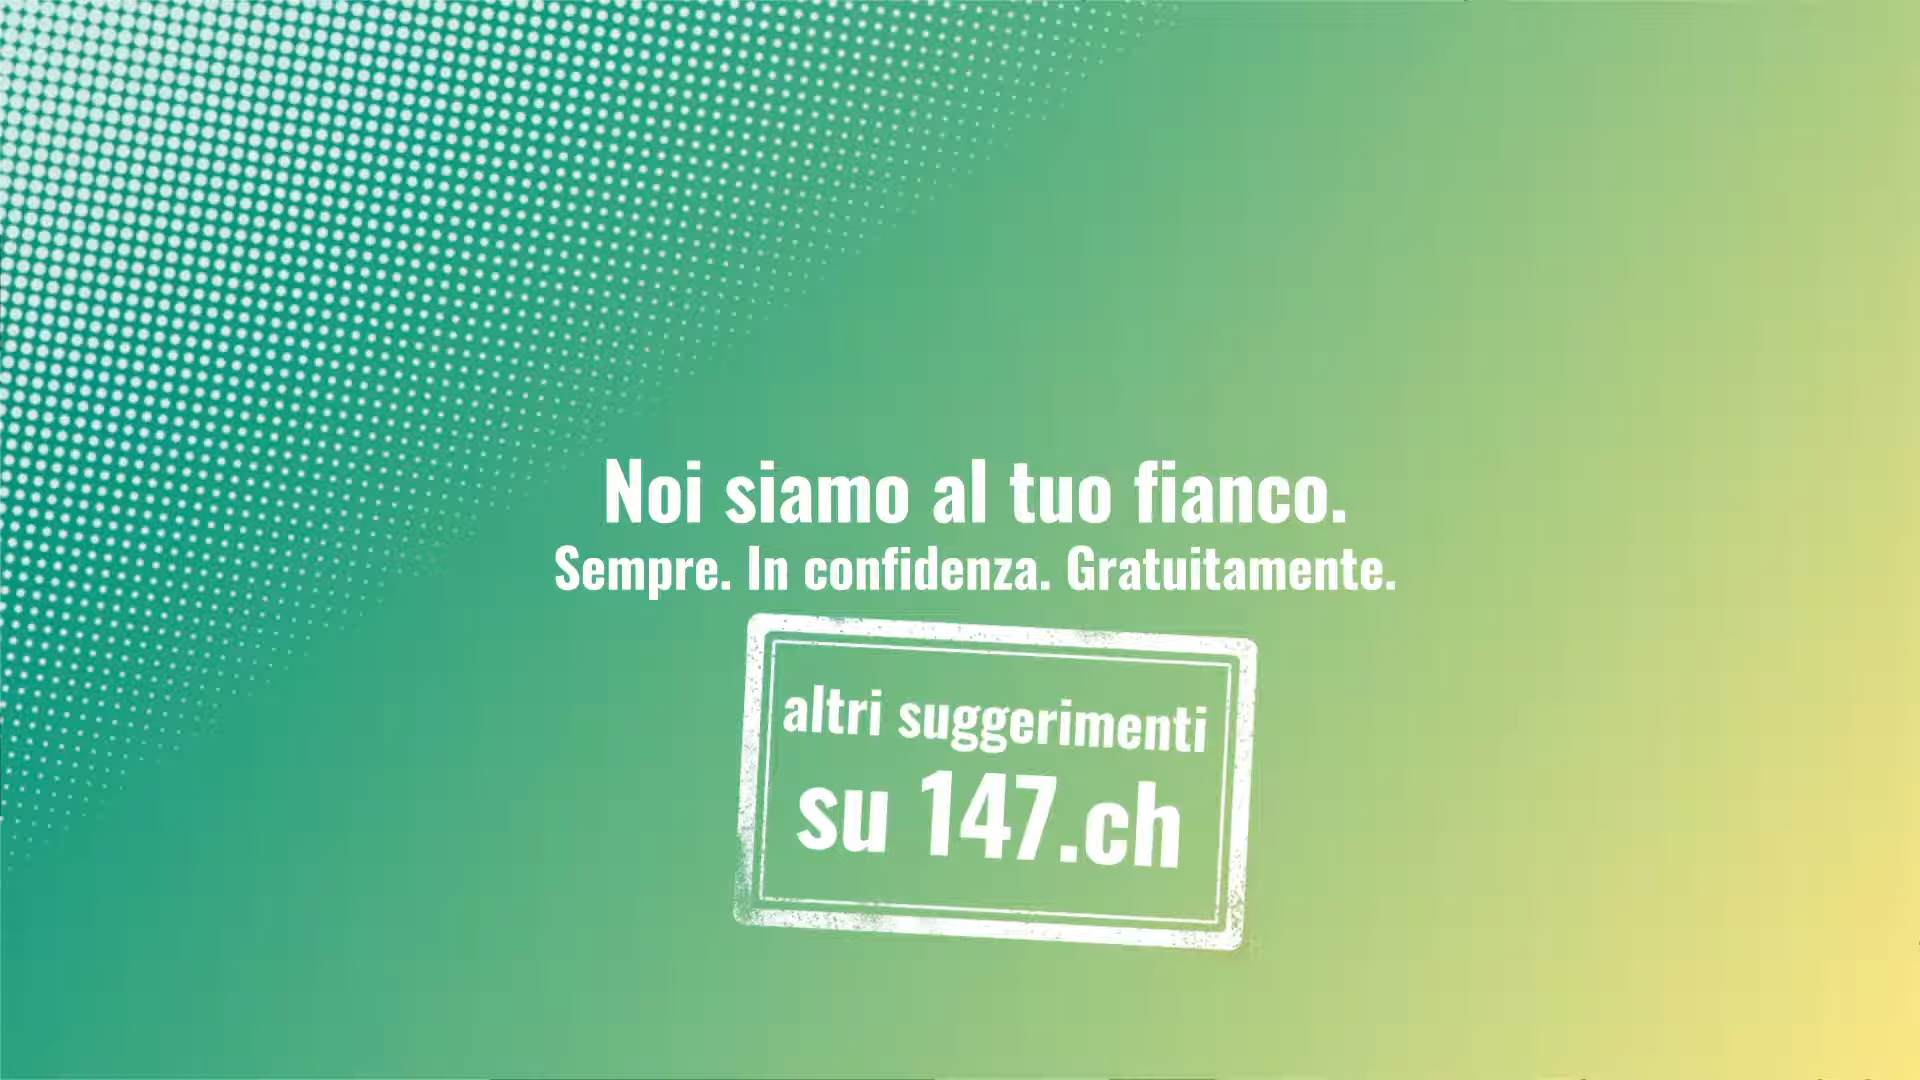 Noi siamo al tuo fianco.
Sempre. In confidenza. Gratuitamente.
altri suggerimenti
su 147.ch